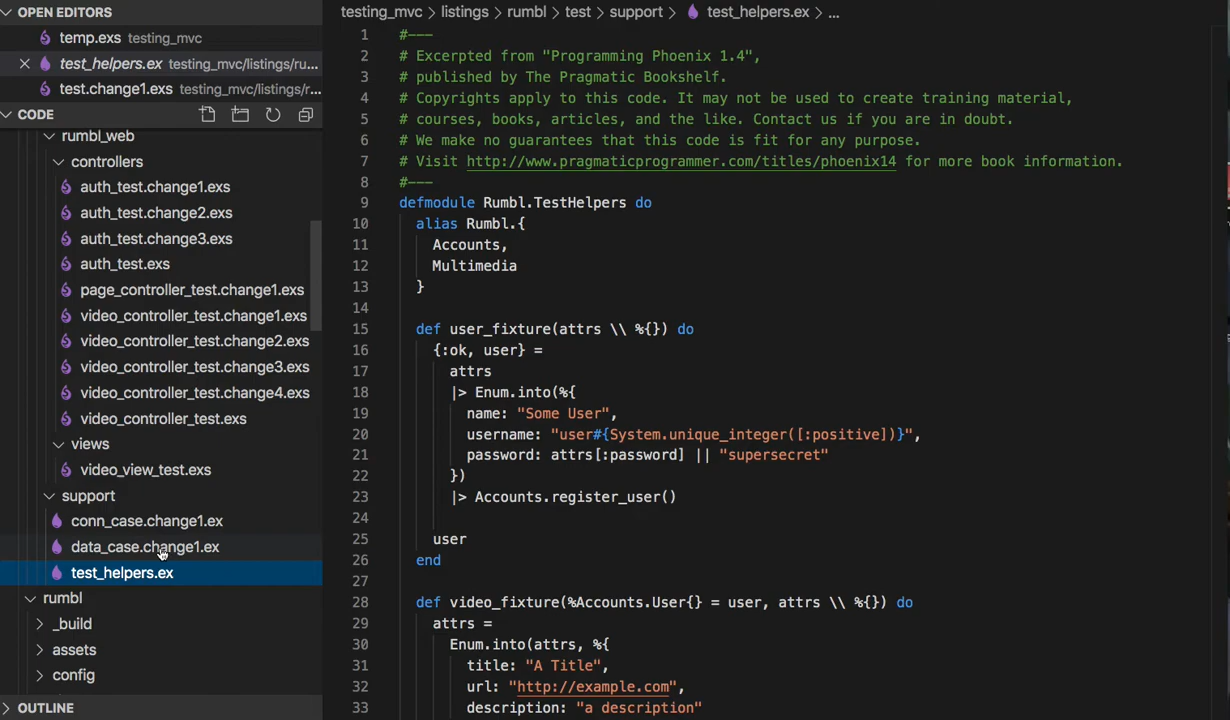 OPEN EDITORS
temp.exs testing_mvc
test_helpers.ex testing_mvc/listings/ru...
test.change1.exs testing_mvc/listings/r...
CODE
rumbl_web
controllers
auth_test.change1.exs
auth_test.change2.exs
auth_test.change3.exs
auth_test.exs
page_controller_test.change1.exs
video_controller_test.change1.exs
video_controller_test.change2.exs
video_controller_test.change3.exs
video_controller_test.change4.exs
video_controller_test.exs
views
video_view_test.exs
support
conn_case.change1.ex
data_case.change1.ex
test_helpers.ex
rumbl
_build
assets
config
OUTLINE
testing_mvc > listings > rumbl > test > support > test_helpers.ex > ...
1 #---
2 # Excerpted from "Programming Phoenix 1.4",
3 # published by The Pragmatic Bookshelf.
4 # Copyrights apply to this code. It may not be used to create training material,
5 # courses, books, articles, and the like. Contact us if you are in doubt.
6 # We make no guarantees that this code is fit for any purpose.
7 # Visit http://www.pragmaticprogrammer.com/titles/phoenix14 for more book information.
8 #---
9 defmodule Rumbl.TestHelpers do
10 alias Rumbl.{
11 Accounts,
12 Multimedia
13 }
14
15 def user_fixture(attrs \\ %{}) do
16 {:ok, user} =
17 attrs
18 |> Enum.into(%{
19 name: "Some User",
20 username: "user#{System.unique_integer([:positive])}",
21 password: attrs[:password] || "supersecret"
22 })
23 |> Accounts.register_user()
24
25 user
26 end
27
28 def video_fixture(%Accounts.User{} = user, attrs \\ %{}) do
29 attrs =
30 Enum.into(attrs, %{
31 title: "A Title",
32 url: "http://example.com",
33 description: "a description"